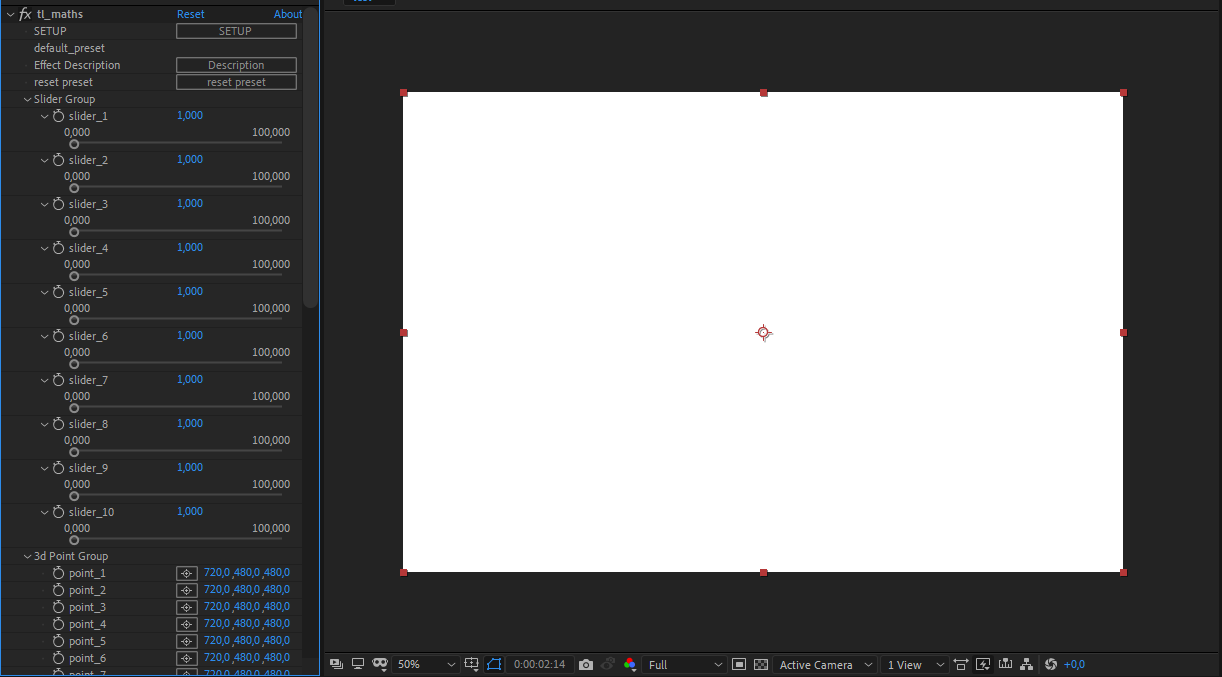 fx tl_maths Reset About
SETUP SETUP
default_preset
Effect Description Description
reset preset reset preset
Slider Group
slider_1 1,000
0,000 100,000
slider_2 1,000
0,000 100,000
slider_3 1,000
0,000 100,000
slider_4 1,000
0,000 100,000
slider_5 1,000
0,000 100,000
slider_6 1,000
0,000 100,000
slider_7 1,000
0,000 100,000
slider_8 1,000
0,000 100,000
slider_9 1,000
0,000 100,000
slider_10 1,000
0,000 100,000
3d Point Group
point_1 720,0 ,480,0 ,480,0
point_2 720,0 ,480,0 ,480,0
point_3 720,0 ,480,0 ,480,0
point_4 720,0 ,480,0 ,480,0
point_5 720,0 ,480,0 ,480,0
point_6 720,0 ,480,0 ,480,0
50% 0:00:02:14 Full Active Camera 1 View +0,0